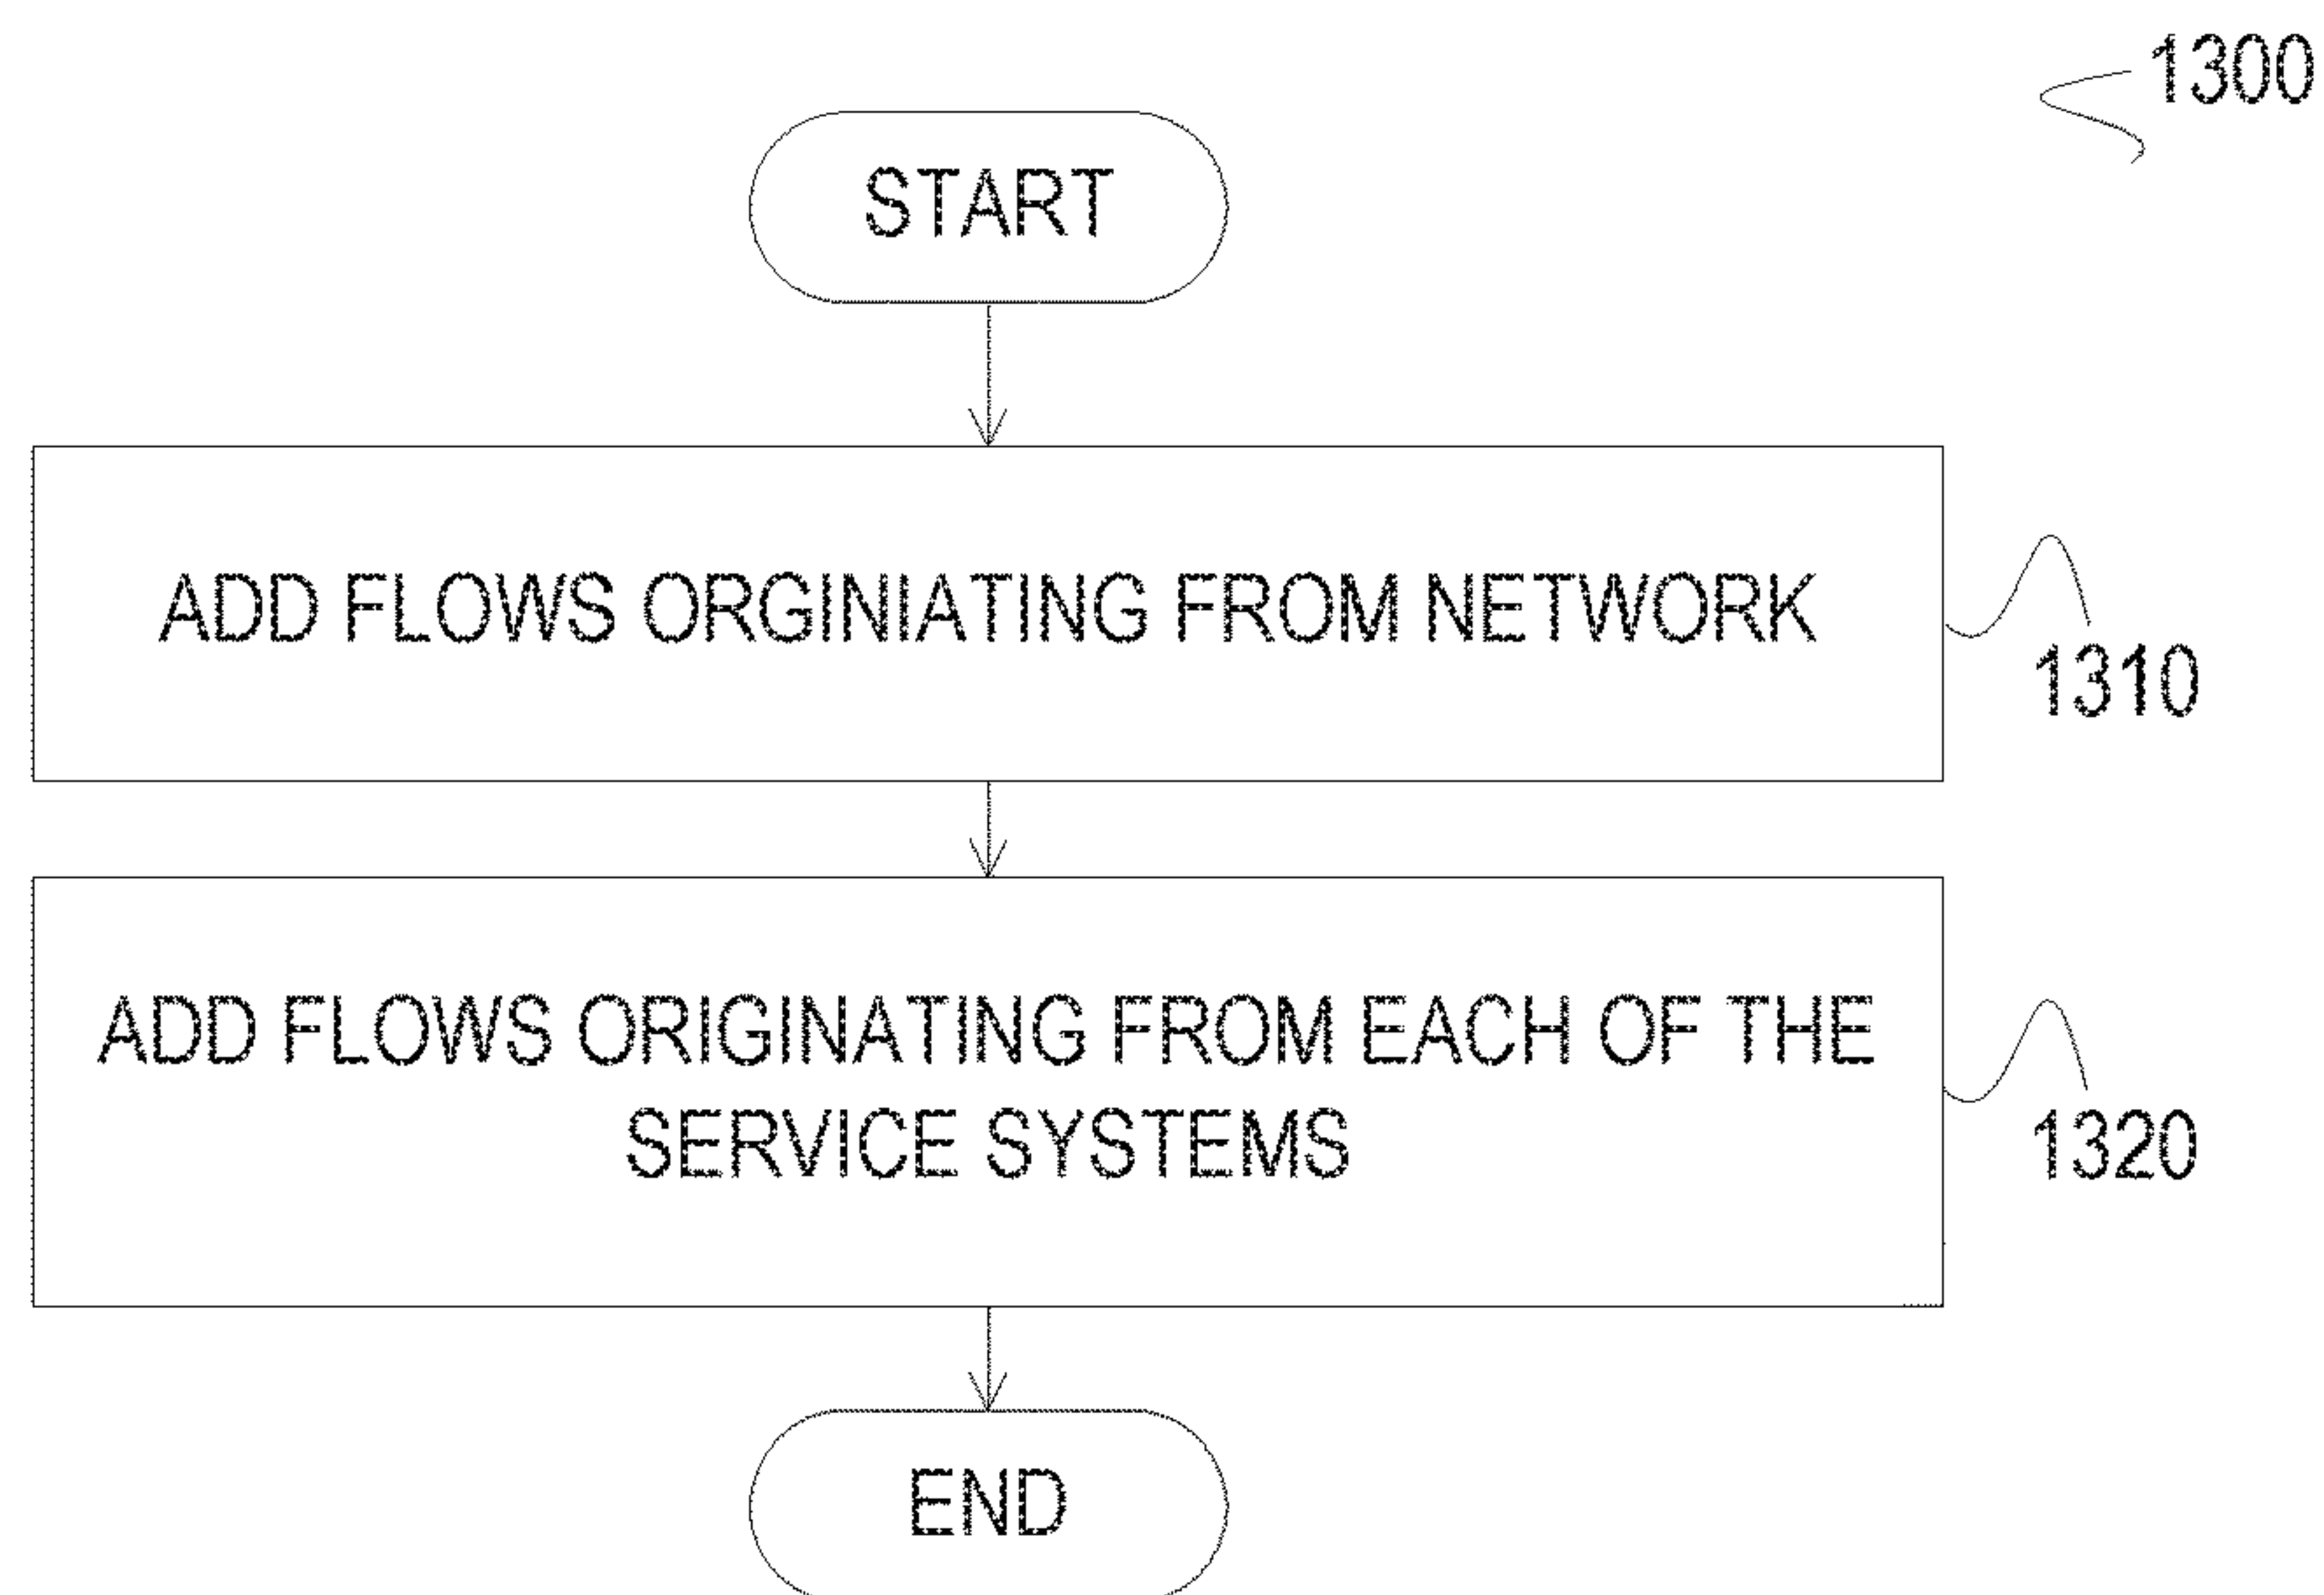 1300
START
ADD FLOWS ORGINIATING FROM NETWORK
1310
ADD FLOWS ORIGINATING FROM EACH OF THE
SERVICE SYSTEMS
1320
END